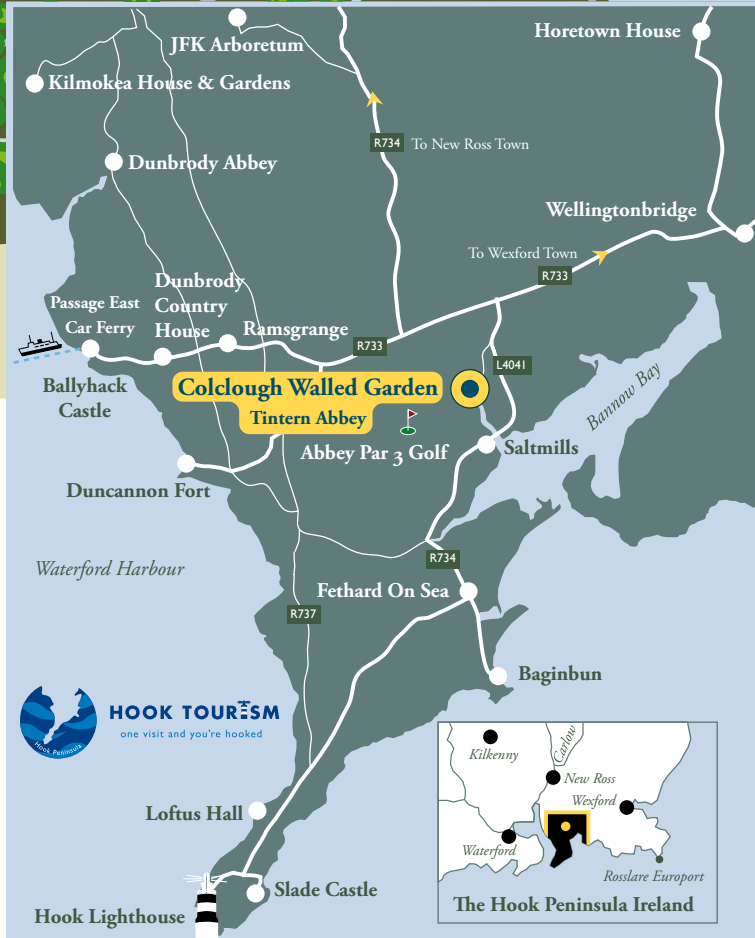 JFK Arboretum
Horetown House
Kilmokea House & Gardens
R734
To New Ross Town
Dunbrody Abbey
Wellingtonbridge
To Wexford Town
R733
Dunbrody
Country
House
Passage East
Car Ferry
Ramsgrange
R733
L4041
Bannow Bay
Ballyhack
Castle
Colclough Walled Garden
Tintern Abbey
Abbey Par 3 Golf
Saltmills
Duncannon Fort
Waterford Harbour
R734
Fethard On Sea
R737
Baginbun
HOOK TOURISM
one visit and you're hooked
Hook Peninsula
Kilkenny
Carlow
New Ross
Wexford
Waterford
Rosslare Europort
The Hook Peninsula Ireland
Loftus Hall
Slade Castle
Hook Lighthouse